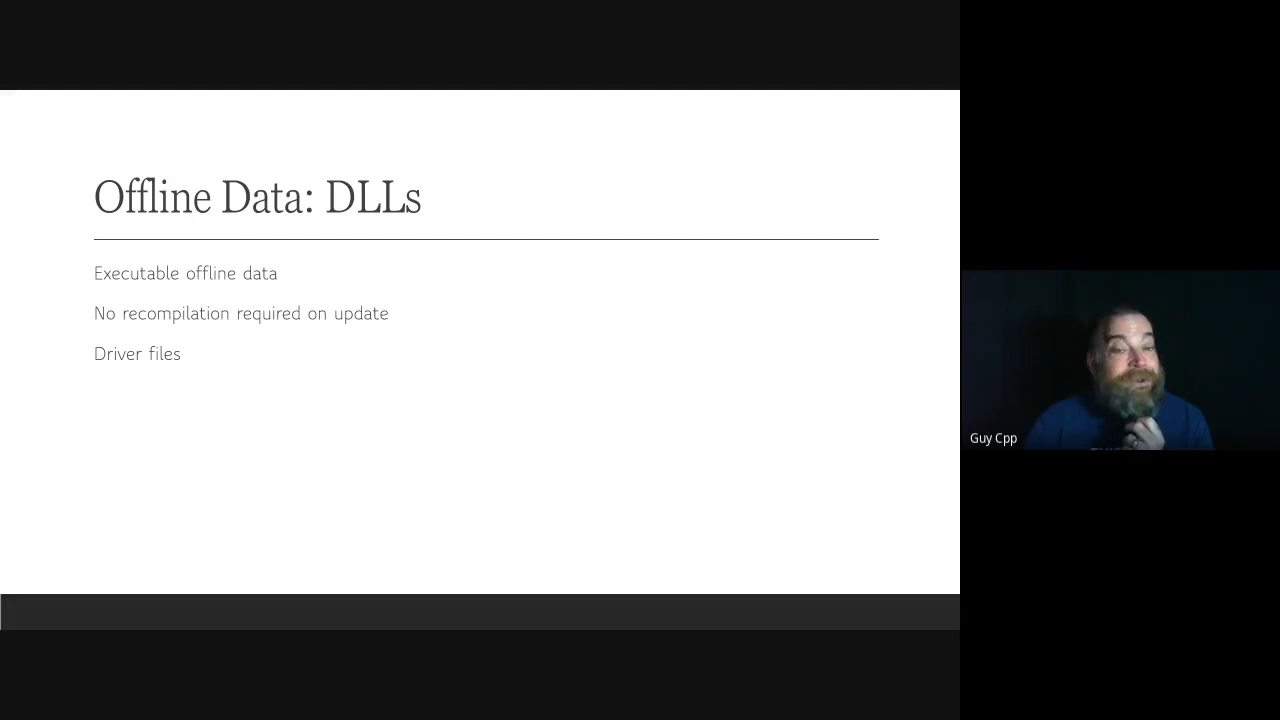 Offline Data: DLLs
Executable offline data
No recompilation required on update
Driver files
Guy Cpp